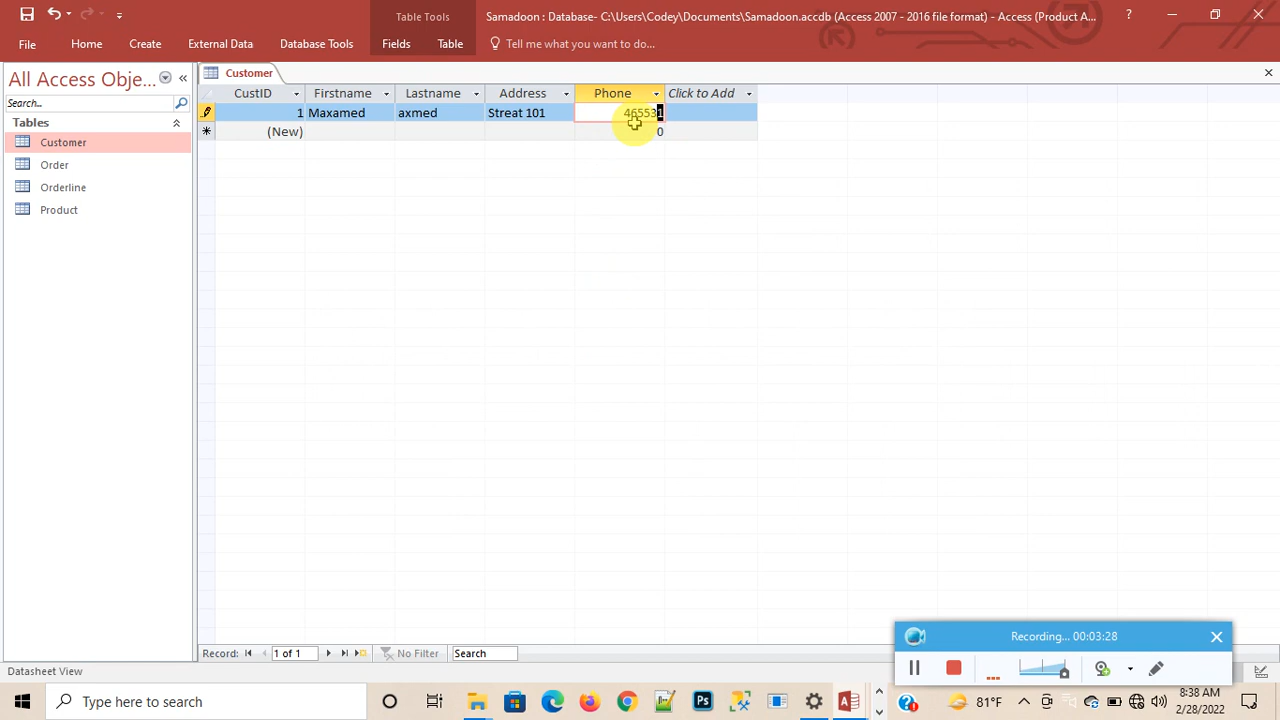 Table Tools
Samadoon : Database- C:\Users\Codey\Documents\Samadoon.accdb (Access 2007 - 2016 file format) - Access (Product A...
File
Home
Create
External Data
Database Tools
Fields
Table
Tell me what you want to do...
All Access Obje...
Search...
Tables
Customer
Order
Orderline
Product
Customer
CustID Firstname Lastname Address Phone Click to Add
1 Maxamed axmed Streat 101 465531
(New) 0
Record: 1 of 1 No Filter Search
Datasheet View
Recording... 00:03:28
Type here to search
81°F
8:38 AM
2/28/2022